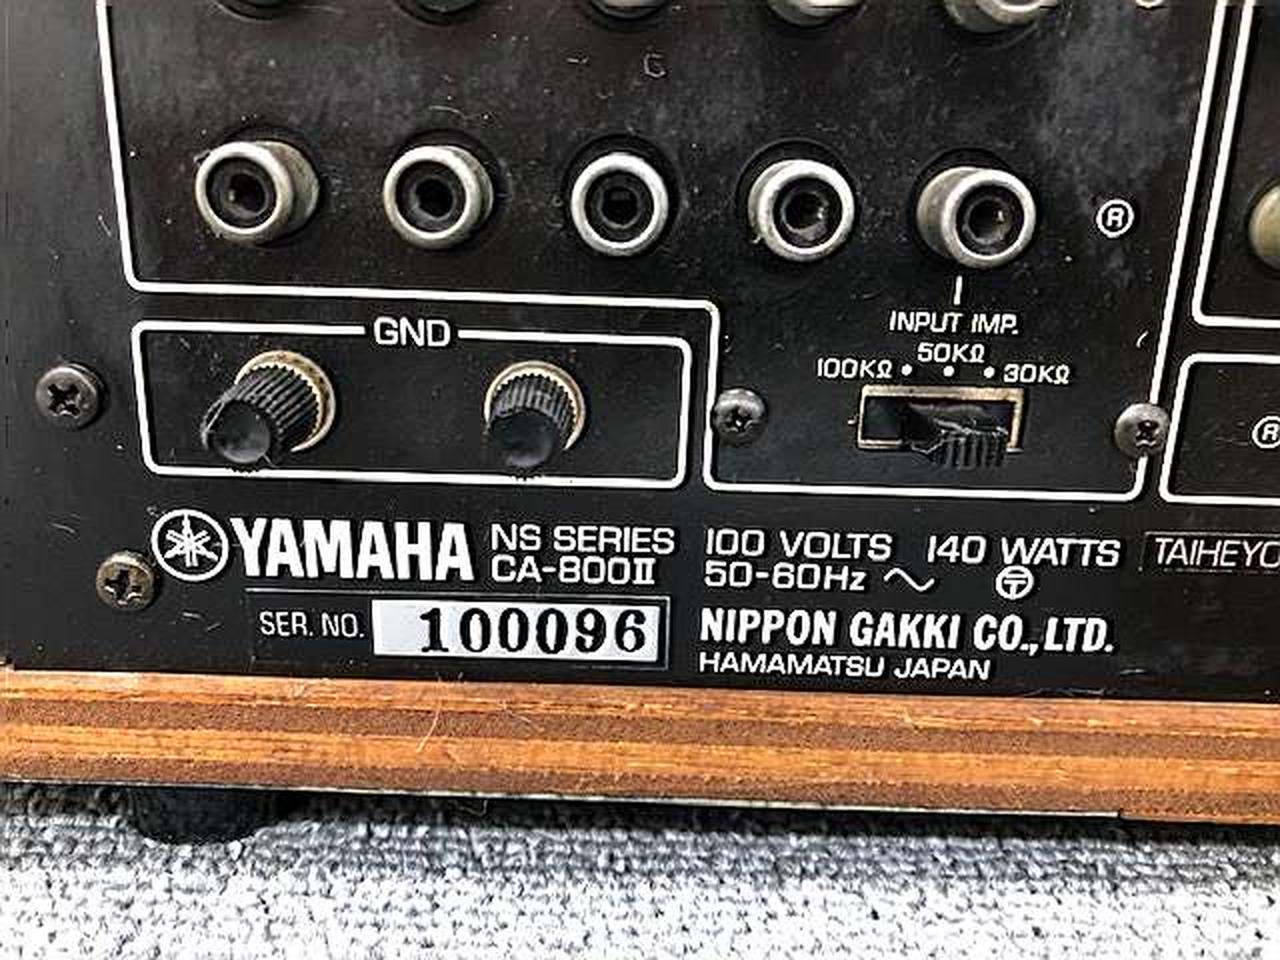 G
Ⓡ
INPUT IMP.
50KΩ
100KΩ • • • 30KΩ
GND
Ⓡ
YAMAHA NS SERIES
CA-800II
100 VOLTS 140 WATTS
50-60Hz ～
TAIHEYO
SER. NO. 100096
NIPPON GAKKI CO., LTD.
HAMAMATSU JAPAN